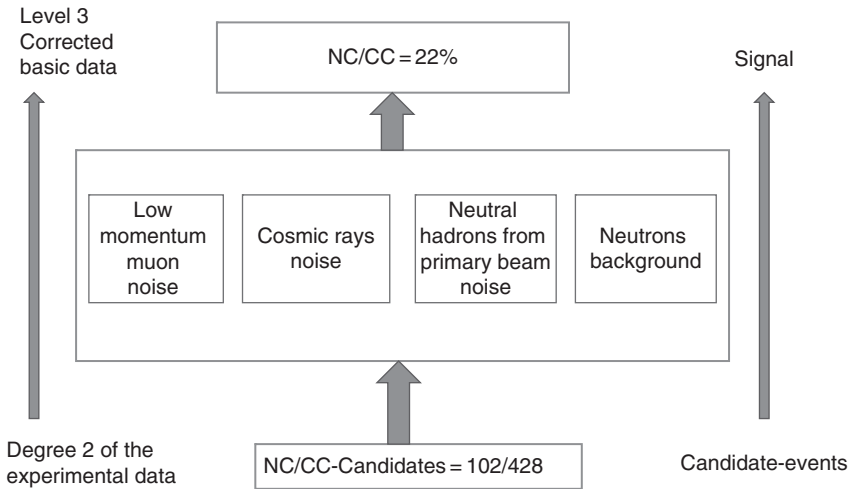 Level 3
Corrected
basic data
NC/CC = 22%
Signal
Low
momentum
muon
noise
Cosmic rays
noise
Neutral
hadrons from
primary beam
noise
Neutrons
background
Degree 2 of the
experimental data
NC/CC-Candidates = 102/428
Candidate-events